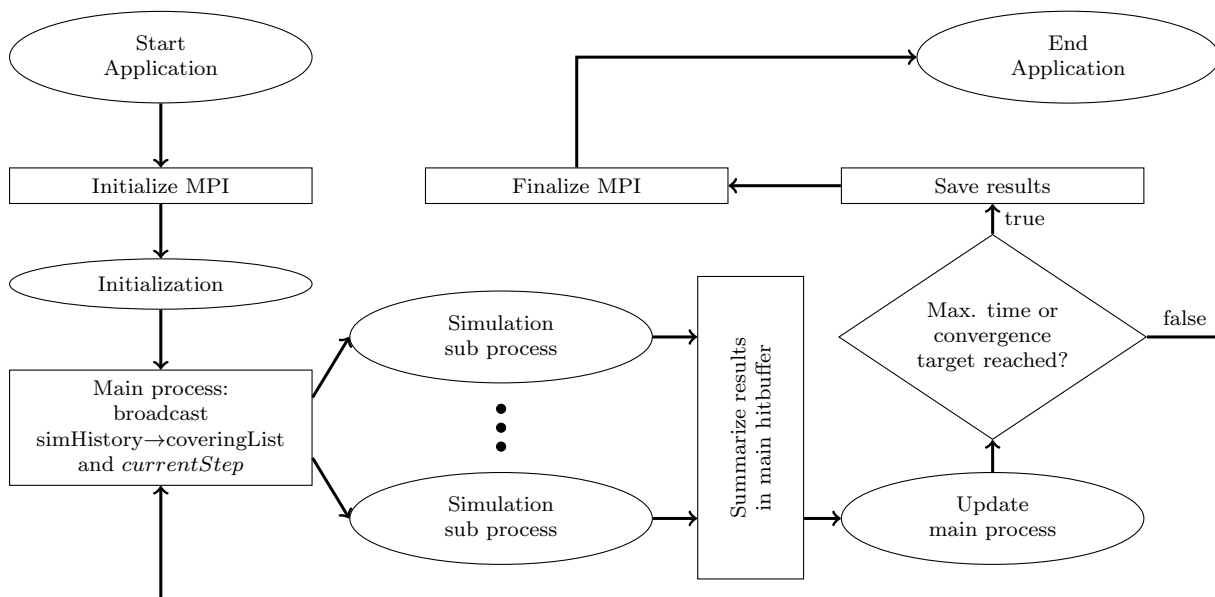 Start
Application
End
Application
Initialize MPI
Finalize MPI
Save results
true
Initialization
Simulation
sub process
Max. time or
convergence
target reached?
false
Main process:
broadcast
simHistory→coveringList
and currentStep
Summarize results
in main hitbuffer
Simulation
sub process
Update
main process